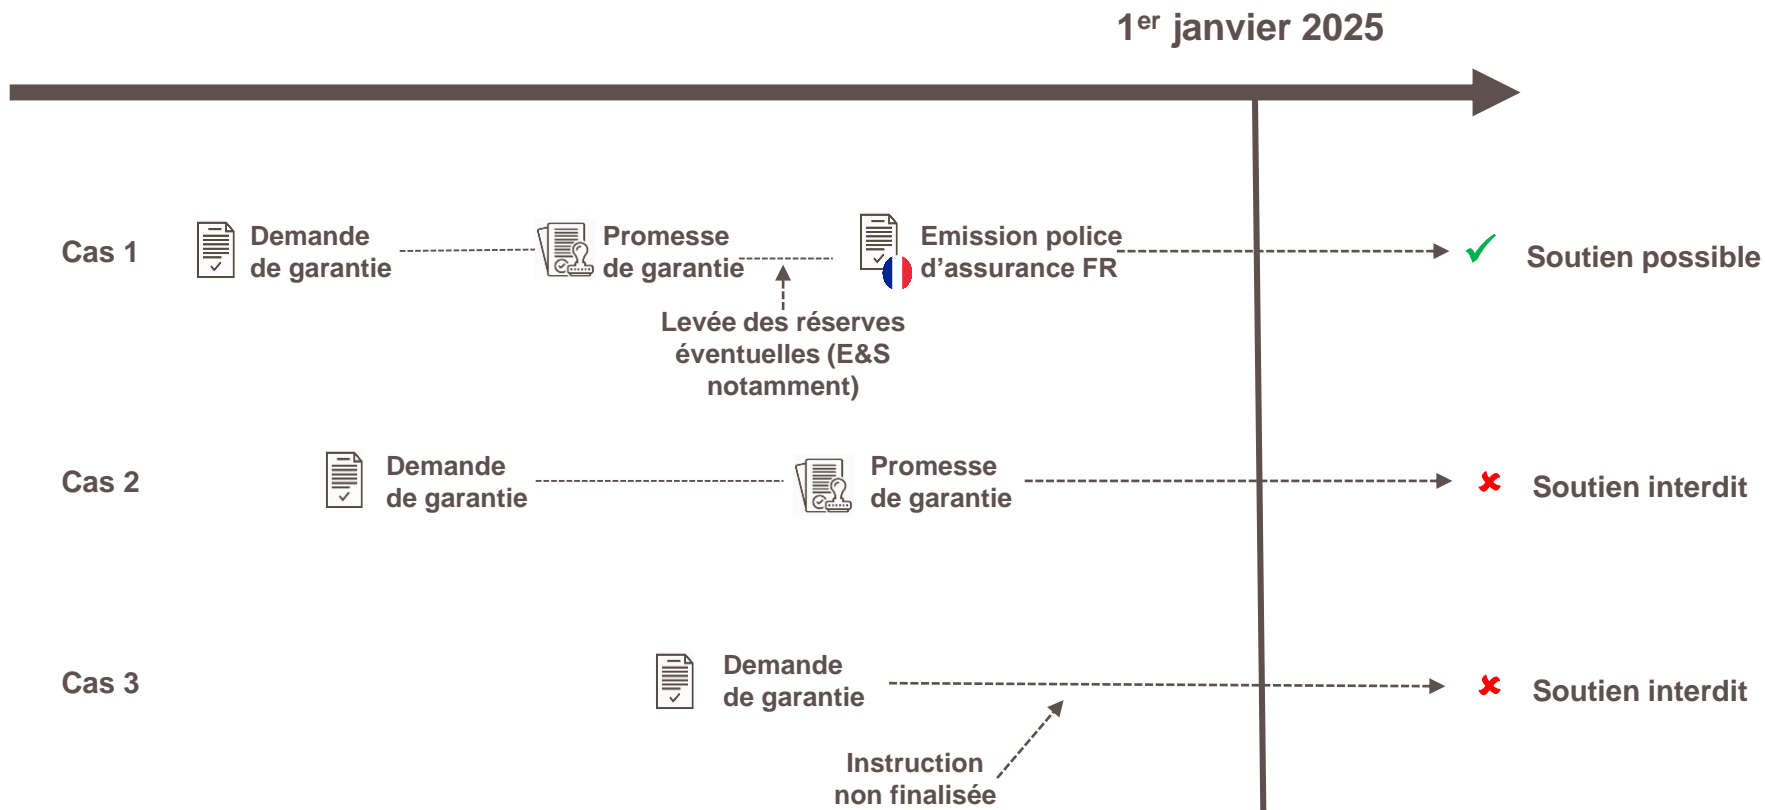 1er janvier 2025
Cas 1
Demande
de garantie
Promesse
de garantie
Emission police
d’assurance FR
Soutien possible
Levée des réserves
éventuelles (E&S
notamment)
Cas 2
Demande
de garantie
Promesse
de garantie
Soutien interdit
Cas 3
Demande
de garantie
Soutien interdit
Instruction
non finalisée